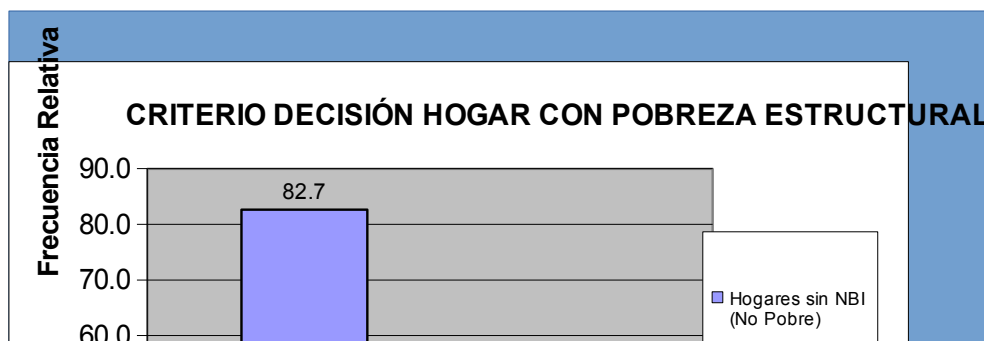 Frecuencia Relativa
CRITERIO DECISIÓN HOGAR CON POBREZA ESTRUCTURAL
90.0
82.7
80.0
70.0
Hogares sin NBI
(No Pobre)
60.0